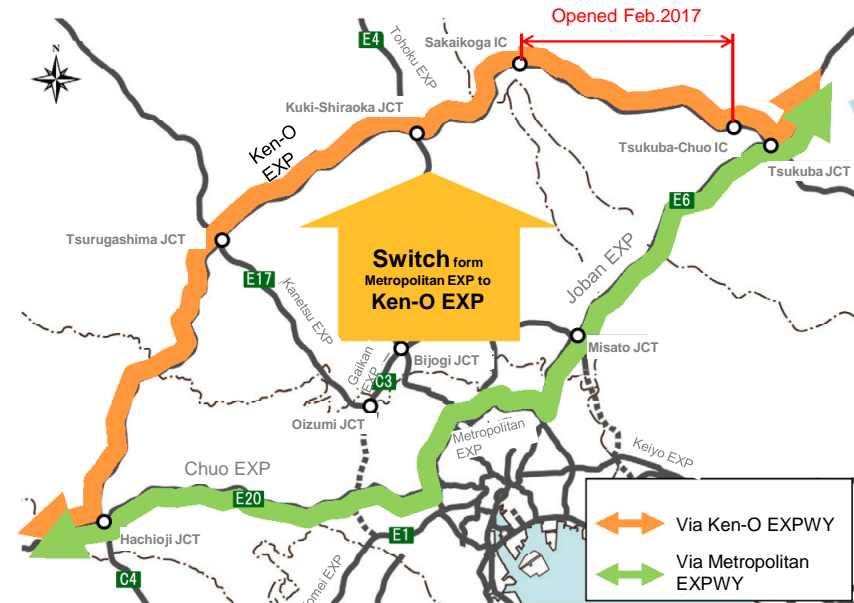 Opened Feb.2017
E4
Tohoku EXP
Sakaikoga IC
N
Kuki-Shiraoka JCT
Ken-O
EXP
Tsukuba-Chuo IC
Tsukuba JCT
E6
Tsurugashima JCT
Switch form
Metropolitan EXP to
Ken-O EXP
Joban EXP
E17
Kanetsu EXP
Misato JCT
Gaikan
EXP
Bijogi JCT
C3
Oizumi JCT
Metropolitan
EXP
Keiyo EXP
Chuo EXP
E20
Hachioji JCT
E1
C4
omei EXP
Via Ken-O EXPWY
Via Metropolitan
EXPWY